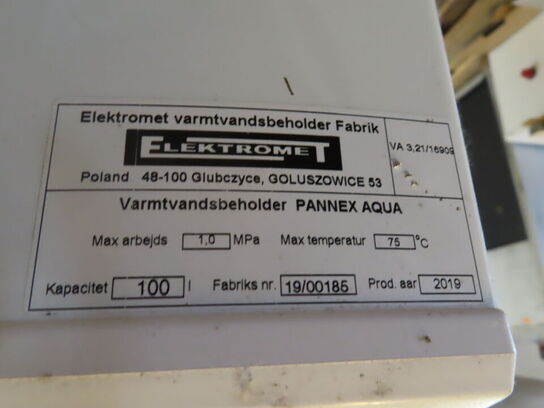 Elektromet varmtvandsbeholder Fabrik
ELEKTROMET
VA 3,21/16909
Poland 48-100 Glubczyce, GOLUSZOWICE 53
Varmtvandsbeholder PANNEX AQUA
Max arbejds 1,0 MPa Max temperatur 75 °C
Kapacitet 100 l Fabriks nr. 19/00185 Prod. aar 2019